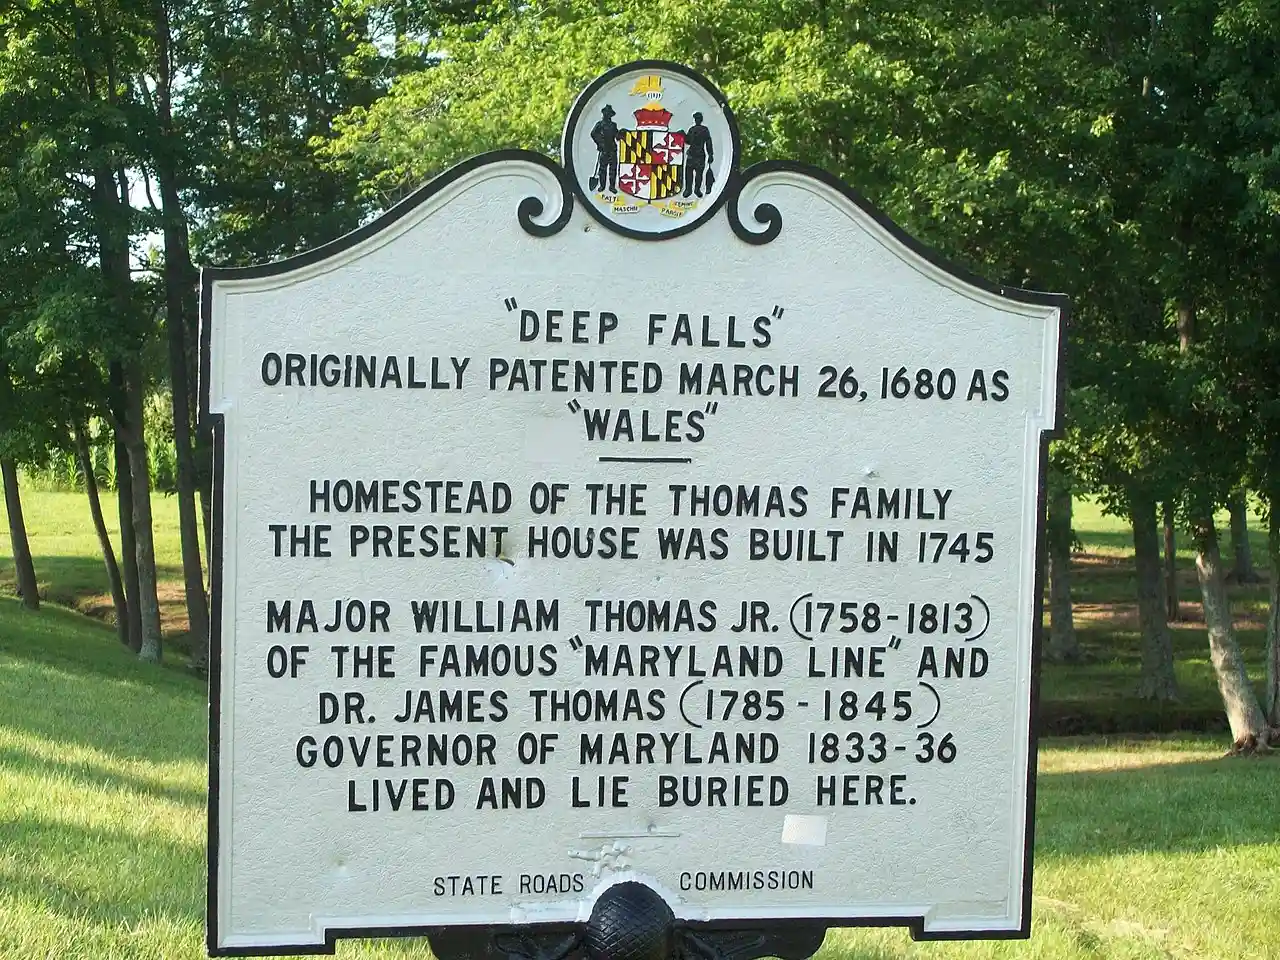 "DEEP FALLS"
ORIGINALLY PATENTED MARCH 26, 1680 AS
"WALES"
HOMESTEAD OF THE THOMAS FAMILY
THE PRESENT HOUSE WAS BUILT IN 1745
MAJOR WILLIAM THOMAS JR. (1758-1813)
OF THE FAMOUS "MARYLAND LINE" AND
DR. JAMES THOMAS (1785-1845)
GOVERNOR OF MARYLAND 1833-36
LIVED AND LIE BURIED HERE.
STATE ROADS COMMISSION